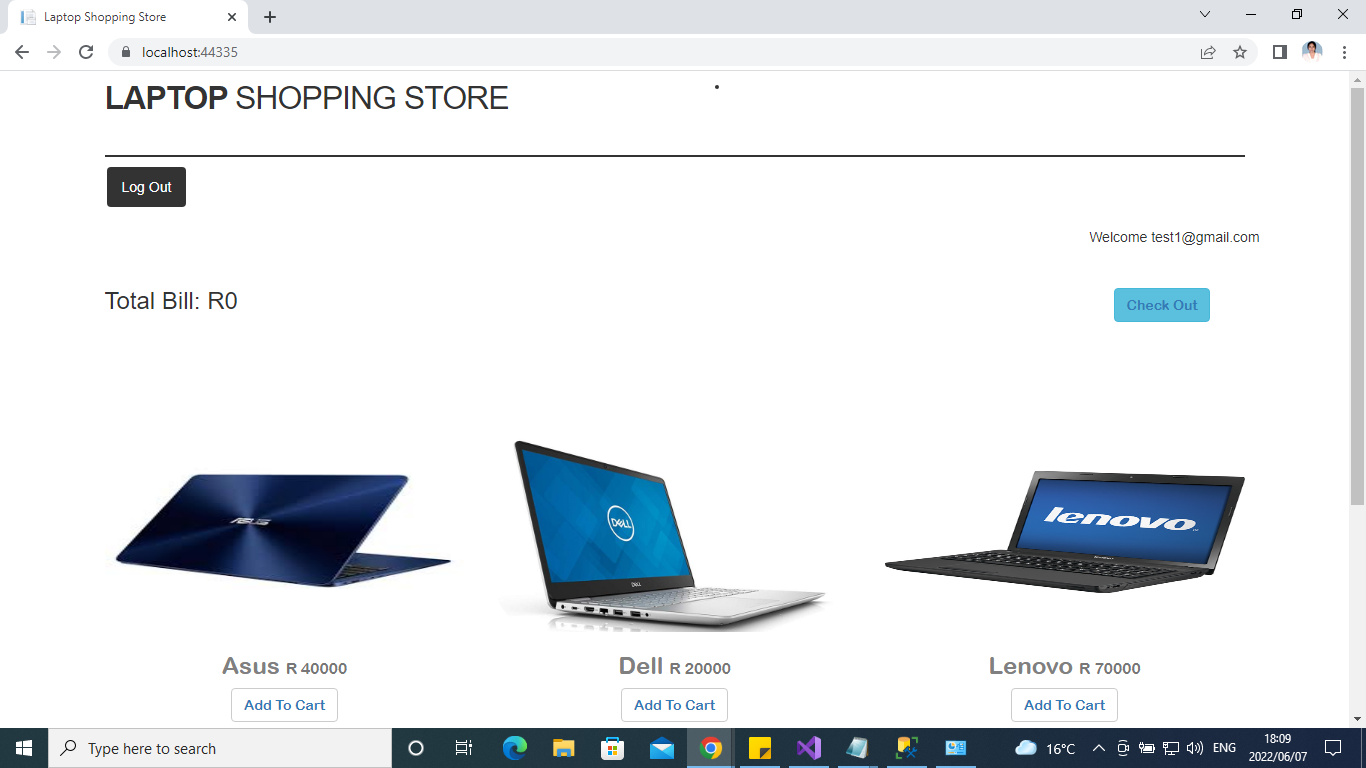 Laptop Shopping Store
localhost:44335
LAPTOP SHOPPING STORE
Log Out
Welcome test1@gmail.com
Total Bill: R0
Check Out
ASUS
DELL
DELL
lenovo
Asus R 40000
Dell R 20000
Lenovo R 70000
Add To Cart
Add To Cart
Add To Cart
Type here to search
16°C
ENG
18:09
2022/06/07